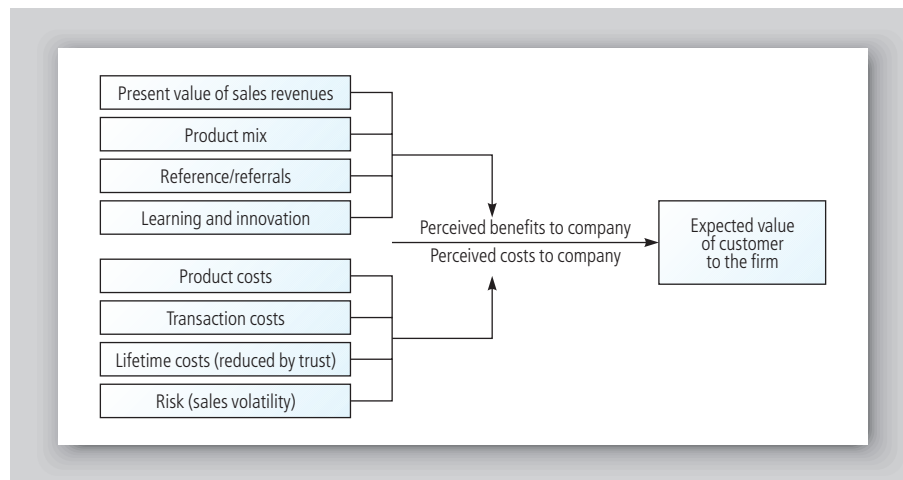 Present value of sales revenues
Product mix
Reference/referrals
Learning and innovation
Product costs
Transaction costs
Lifetime costs (reduced by trust)
Risk (sales volatility)
Perceived benefits to company
Perceived costs to company
Expected value
of customer
to the firm